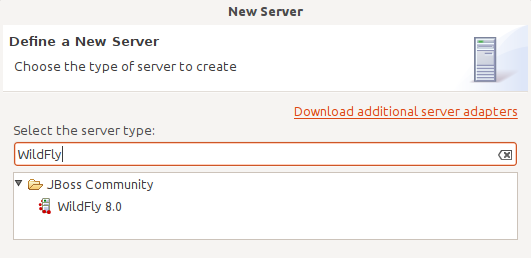 New Server
Define a New Server
Choose the type of server to create
Download additional server adapters
Select the server type:
WildFly
JBoss Community
WildFly 8.0